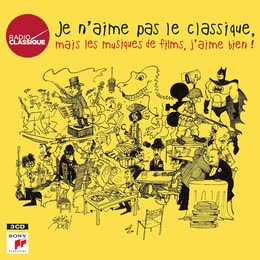 RADIO
CLASSIQUE
Je n'aime pas le classique,
mais les musiques de films, j'aime bien !
3CD
SONY